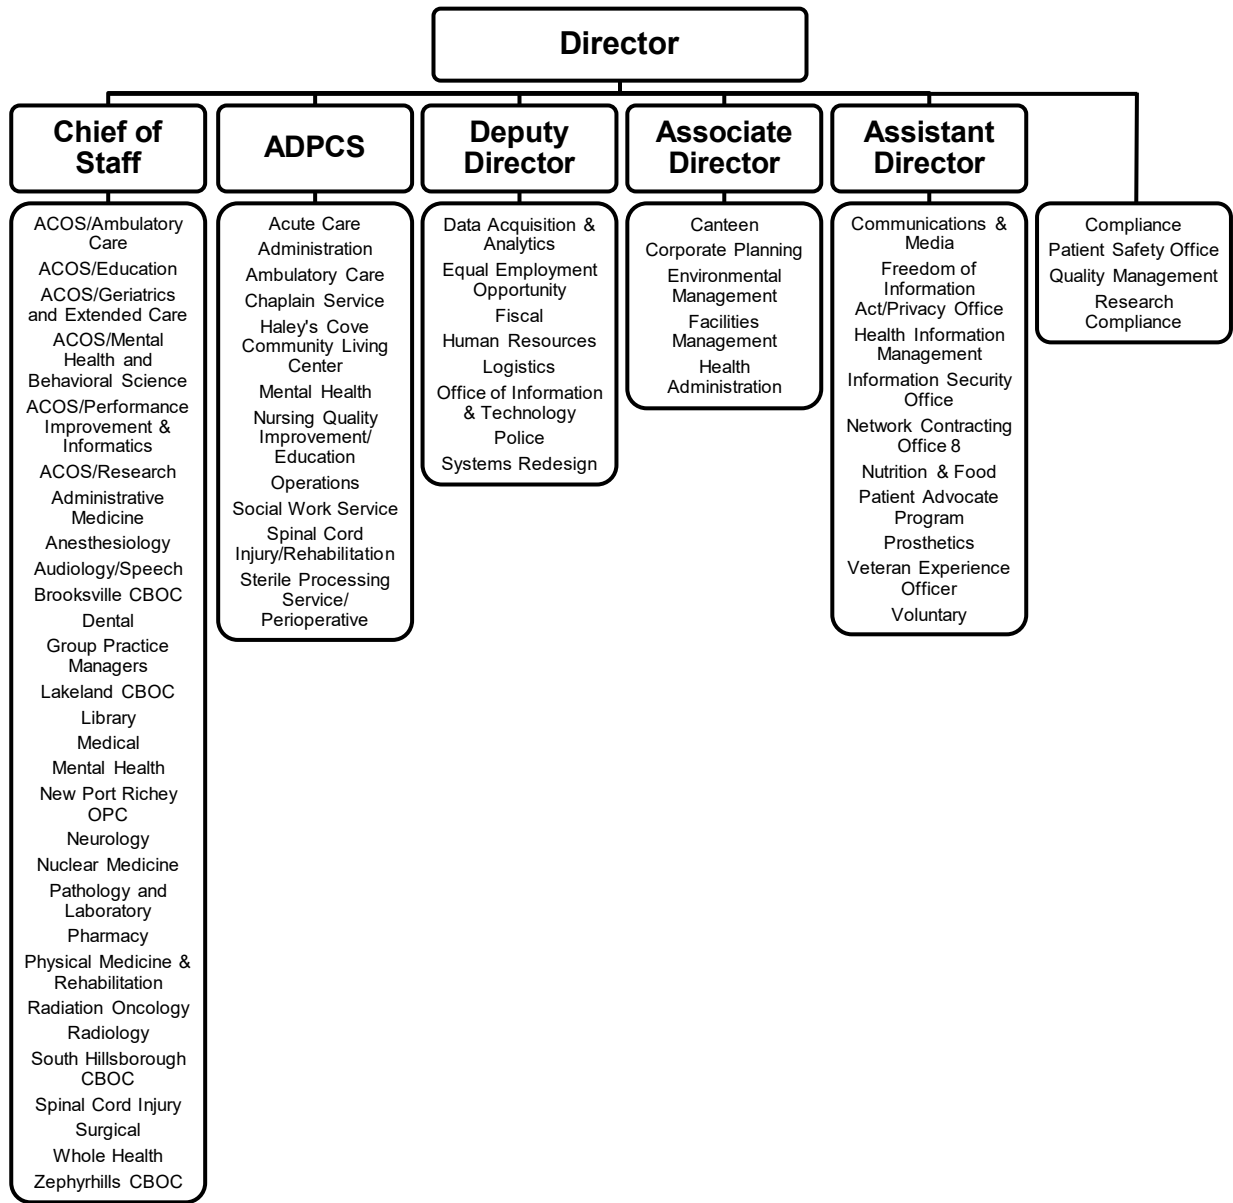 Director
Chief of
Staff
ADPCS
Deputy
Director
Associate
Director
Assistant
Director
ACOS/Ambulatory
Care
ACOS/Education
ACOS/Geriatrics
and Extended Care
ACOS/Mental
Health and
Behavioral Science
ACOS/Performance
Improvement &
Informatics
ACOS/Research
Administrative
Medicine
Anesthesiology
Audiology/Speech
Brooksville CBOC
Dental
Group Practice
Managers
Lakeland CBOC
Library
Medical
Mental Health
New Port Richey
OPC
Neurology
Nuclear Medicine
Pathology and
Laboratory
Pharmacy
Physical Medicine &
Rehabilitation
Radiation Oncology
Radiology
South Hillsborough
CBOC
Spinal Cord Injury
Surgical
Whole Health
Zephyrhills CBOC
Acute Care
Administration
Ambulatory Care
Chaplain Service
Haley's Cove
Community Living
Center
Mental Health
Nursing Quality
Improvement/
Education
Operations
Social Work Service
Spinal Cord
Injury/Rehabilitation
Sterile Processing
Service/
Perioperative
Data Acquisition &
Analytics
Equal Employment
Opportunity
Fiscal
Human Resources
Logistics
Office of Information
& Technology
Police
Systems Redesign
Canteen
Corporate Planning
Environmental
Management
Facilities
Management
Health
Administration
Communications &
Media
Freedom of
Information
Act/Privacy Office
Health Information
Management
Information Security
Office
Network Contracting
Office 8
Nutrition & Food
Patient Advocate
Program
Prosthetics
Veteran Experience
Officer
Voluntary
Compliance
Patient Safety Office
Quality Management
Research
Compliance